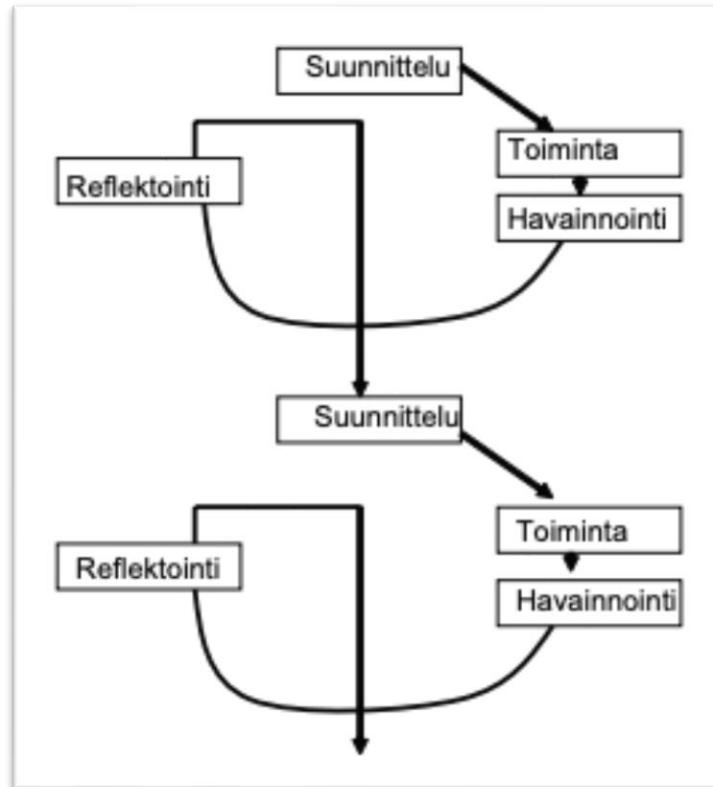 Suunnittelu
Toiminta
Havainnointi
Reflektointi
Suunnittelu
Toiminta
Havainnointi
Reflektointi